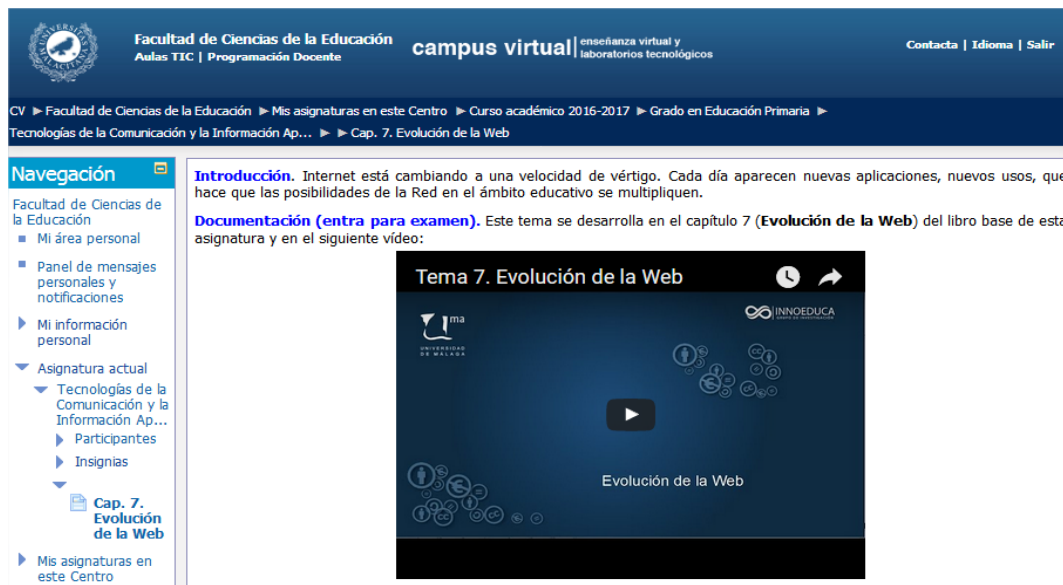 Facultad de Ciencias de la Educación
Aulas TIC | Programación Docente
campus virtual
enseñanza virtual y
laboratorios tecnológicos
Contacta | Idioma | Salir
CV ► Facultad de Ciencias de la Educación ► Mis asignaturas en este Centro ► Curso académico 2016-2017 ► Grado en Educación Primaria ►
Tecnologías de la Comunicación y la Información Ap... ► ► Cap. 7. Evolución de la Web
Navegación
Facultad de Ciencias de
la Educación
Mi área personal
Panel de mensajes
personales y
notificaciones
Mi información
personal
Asignatura actual
Tecnologías de la
Comunicación y la
Información Ap...
Participantes
Insignias
Cap. 7.
Evolución
de la Web
Mis asignaturas en
este Centro
Introducción. Internet está cambiando a una velocidad de vértigo. Cada día aparecen nuevas aplicaciones, nuevos usos, que
hace que las posibilidades de la Red en el ámbito educativo se multipliquen.
Documentación (entra para examen). Este tema se desarrolla en el capítulo 7 (Evolución de la Web) del libro base de esta
asignatura y en el siguiente vídeo:
Tema 7. Evolución de la Web
uma
UNIVERSIDAD
DE MÁLAGA
INNOEDUCA
Evolución de la Web